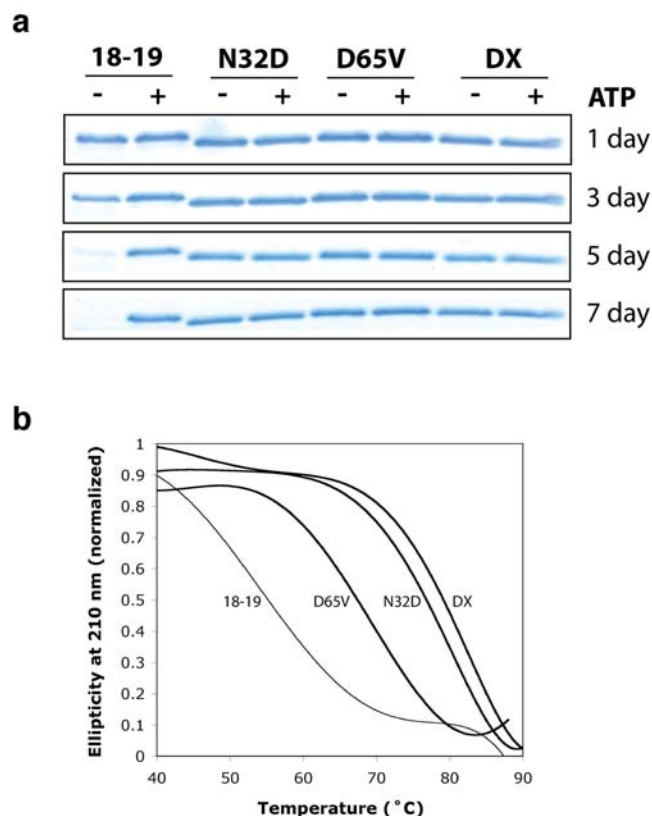 a
18-19 N32D D65V DX
- + - + - + - + ATP
1 day
3 day
5 day
7 day
b
Ellipticity at 210 nm (normalized)
1
0.9
0.8
0.7
0.6
0.5
0.4
0.3
0.2
0.1
0
18-19 D65V N32D DX
40 50 60 70 80 90
Temperature (°C)